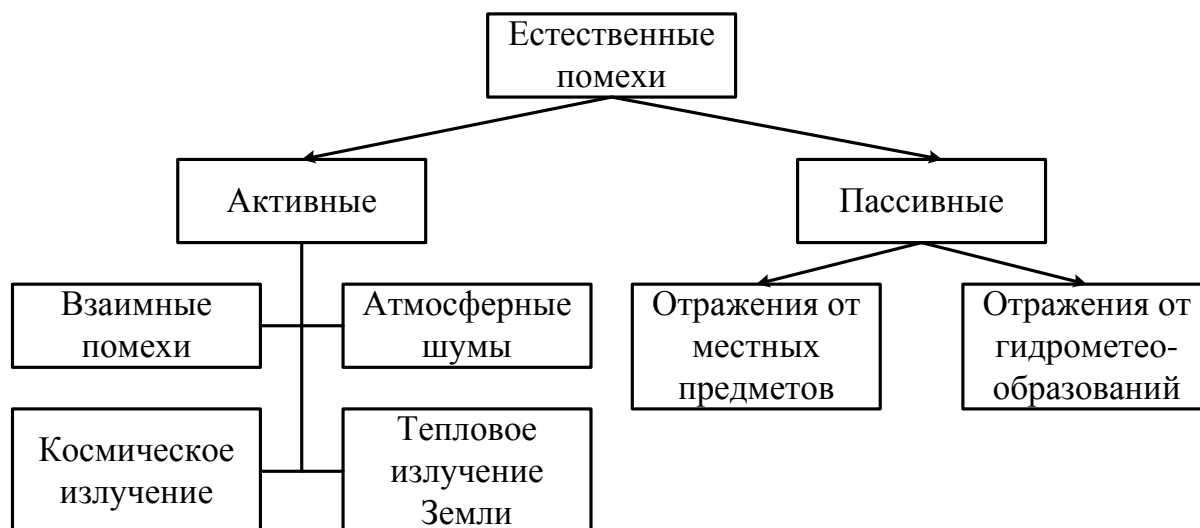 Естественные
помехи
Активные
Пассивные
Взаимные
помехи
Атмосферные
шумы
Отражения от
местных
предметов
Отражения от
гидрометео-
образований
Космическое
излучение
Тепловое
излучение
Земли